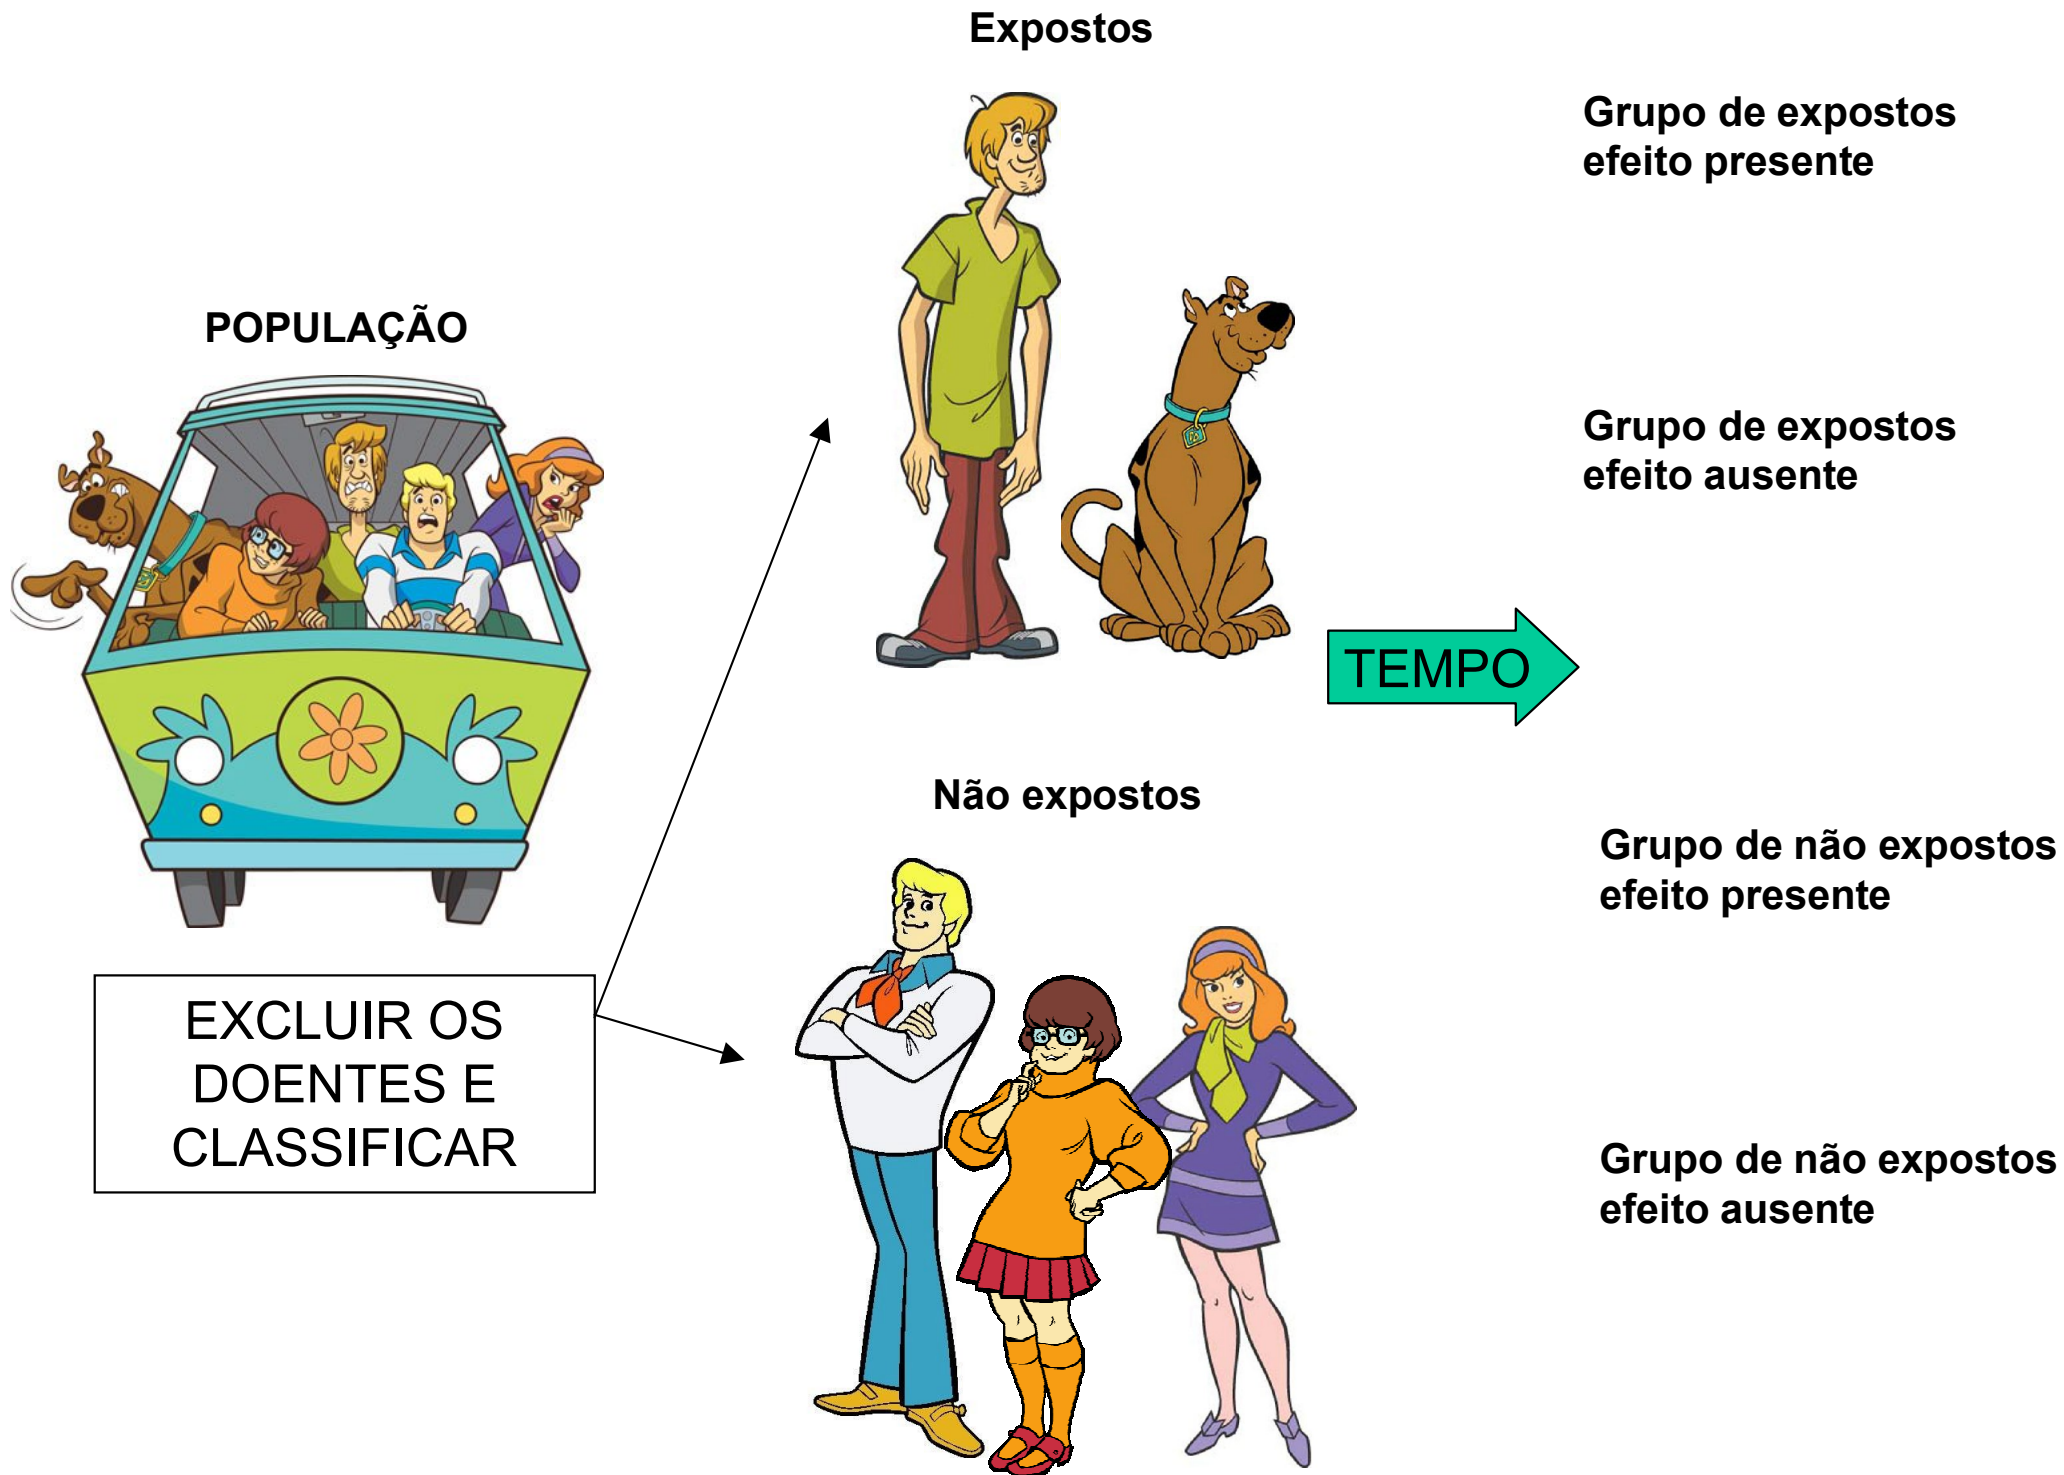 Expostos
Grupo de expostos
efeito presente
POPULAÇÃO
Grupo de expostos
efeito ausente
TEMPO
Não expostos
Grupo de não expostos
efeito presente
EXCLUIR OS
DOENTES E
CLASSIFICAR
Grupo de não expostos
efeito ausente